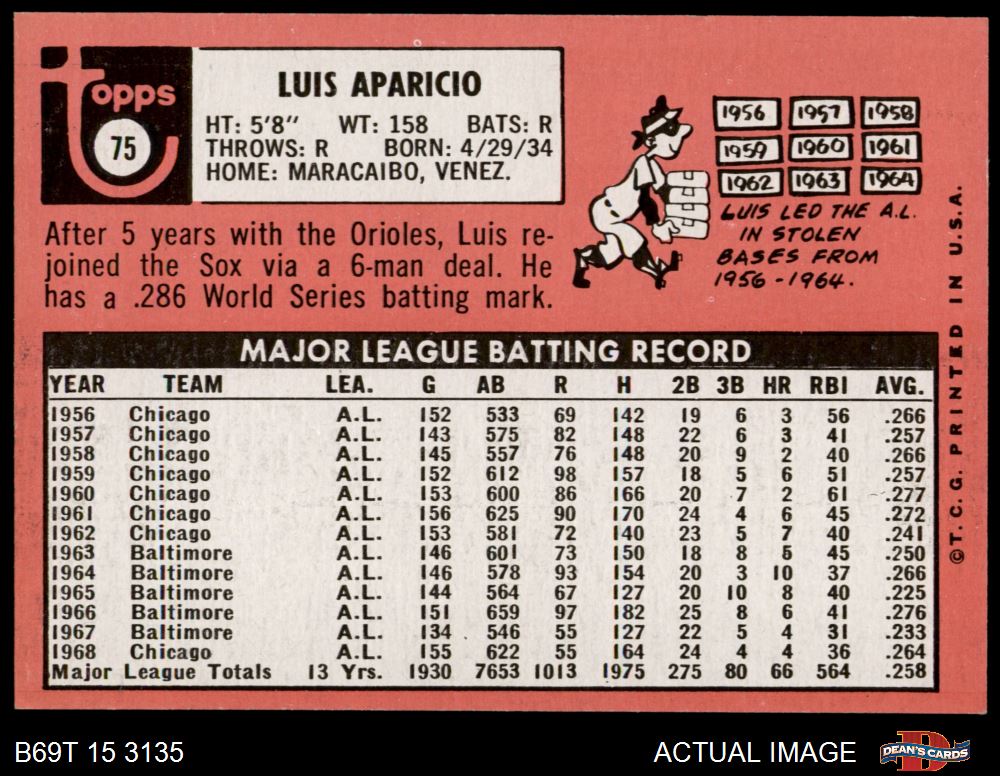 topps
75
LUIS APARICIO
HT: 5'8" WT: 158 BATS: R
THROWS: R BORN: 4/29/34
HOME: MARACAIBO, VENEZ.
After 5 years with the Orioles, Luis re-
joined the Sox via a 6-man deal. He
has a .286 World Series batting mark.
1956 1957 1958
1959 1960 1961
1962 1963 1964
LUIS LED THE A.L.
IN STOLEN
BASES FROM
1956-1964.
MAJOR LEAGUE BATTING RECORD
YEAR TEAM LEA. G AB R H 2B 3B HR RBI AVG.
1956 Chicago A.L. 152 533 69 142 19 6 3 56 .266
1957 Chicago A.L. 143 575 82 148 22 6 3 41 .257
1958 Chicago A.L. 145 557 76 148 20 9 2 40 .266
1959 Chicago A.L. 152 612 98 157 18 5 6 51 .257
1960 Chicago A.L. 153 600 86 166 20 7 2 61 .277
1961 Chicago A.L. 156 625 90 170 24 4 6 45 .272
1962 Chicago A.L. 153 581 72 140 23 5 7 40 .241
1963 Baltimore A.L. 146 601 73 150 18 8 5 45 .250
1964 Baltimore A.L. 146 578 93 154 20 3 10 37 .266
1965 Baltimore A.L. 144 564 67 127 20 10 8 40 .225
1966 Baltimore A.L. 151 659 97 182 25 8 6 41 .276
1967 Baltimore A.L. 134 546 55 127 22 5 4 31 .233
1968 Chicago A.L. 155 622 55 164 24 4 4 36 .264
Major League Totals 13 Yrs. 1930 7653 1013 1975 275 80 66 564 .258
©T.C.G. PRINTED IN U.S.A.
B69T 15 3135
ACTUAL IMAGE
D
DEAN'S CARDS